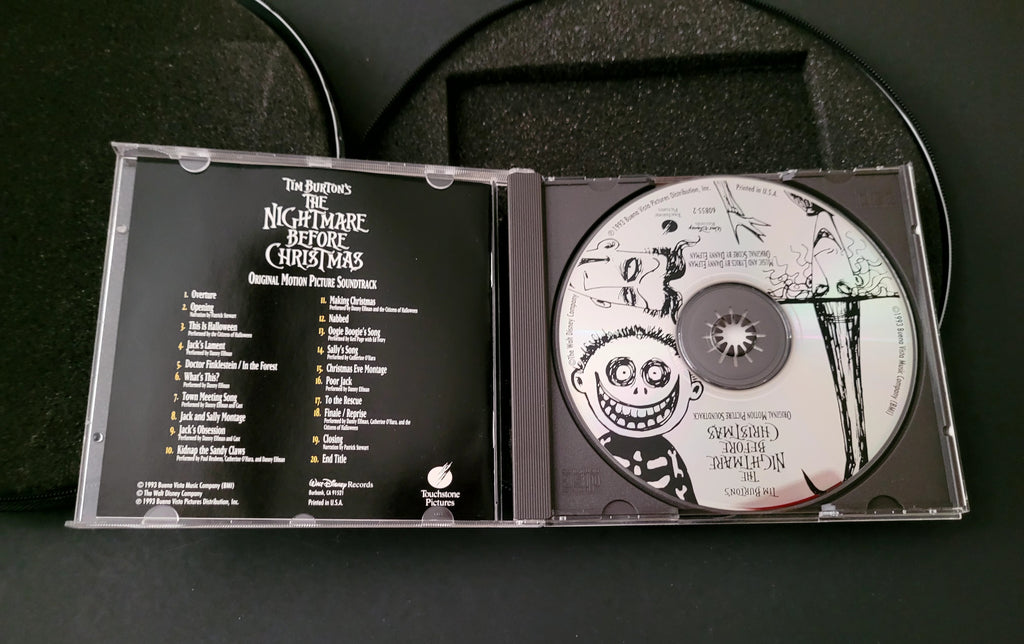 TIM BURTON'S
THE
NIGHTMARE
BEFORE
CHRISTMAS
ORIGINAL MOTION PICTURE SOUNDTRACK
1. Overture
2. Opening
Narration by Patrick Stewart
3. This Is Halloween
Performed by the Citizens of Halloween
4. Jack's Lament
Performed by Danny Elfman
5. Doctor Finklestein / In the Forest
6. What's This?
Performed by Danny Elfman
7. Town Meeting Song
Performed by Danny Elfman and Cast
8. Jack and Sally Montage
9. Jack's Obsession
Performed by Danny Elfman and Cast
10. Kidnap the Sandy Claws
Performed by Paul Reubens, Catherine O'Hara, and Danny Elfman
11. Making Christmas
Performed by Danny Elfman and the Citizens of Halloween
12. Nabbed
13. Oogie Boogie's Song
Performed by Ken Page with Ed Ivory
14. Sally's Song
Performed by Catherine O'Hara
15. Christmas Eve Montage
16. Poor Jack
Performed by Danny Elfman
17. To the Rescue
18. Finale / Reprise
Performed by Danny Elfman, Catherine O'Hara, and the
Citizens of Halloween
19. Closing
Narration by Patrick Stewart
20. End Title
© 1993 Buena Vista Music Company (BMI)
© The Walt Disney Company
℗ 1993 Buena Vista Pictures Distribution, Inc.
Walt Disney Records
Burbank, CA 91521
Printed in U.S.A.
Touchstone
Pictures
TIM BURTON'S
THE
NIGHTMARE
BEFORE
CHRISTMAS
ORIGINAL MOTION PICTURE SOUNDTRACK
MUSIC AND LYRICS BY DANNY ELFMAN
ORIGINAL SCORE BY DANNY ELFMAN
Walt Disney
Records
Touchstone
Pictures
60855-2
©The Walt Disney Company
℗1993 Buena Vista Pictures Distribution, Inc.
Printed in U.S.A.
©1993 Buena Vista Music Company (BMI)